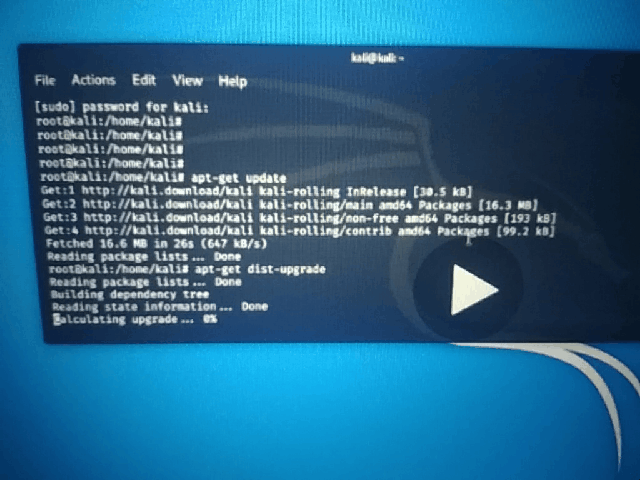 kali@kali: ~
File Actions Edit View Help
[sudo] password for kali:
root@kali:/home/kali#
root@kali:/home/kali#
root@kali:/home/kali#
root@kali:/home/kali#
root@kali:/home/kali# apt-get update
Get:1 http://kali.download/kali kali-rolling InRelease [30.5 kB]
Get:2 http://kali.download/kali kali-rolling/main amd64 Packages [16.3 MB]
Get:3 http://kali.download/kali kali-rolling/non-free amd64 Packages [193 kB]
Get:4 http://kali.download/kali kali-rolling/contrib amd64 Packages [99.2 kB]
Fetched 16.6 MB in 26s (647 kB/s)
Reading package lists... Done
root@kali:/home/kali# apt-get dist-upgrade
Reading package lists... Done
Building dependency tree
Reading state information... Done
Calculating upgrade... 0%